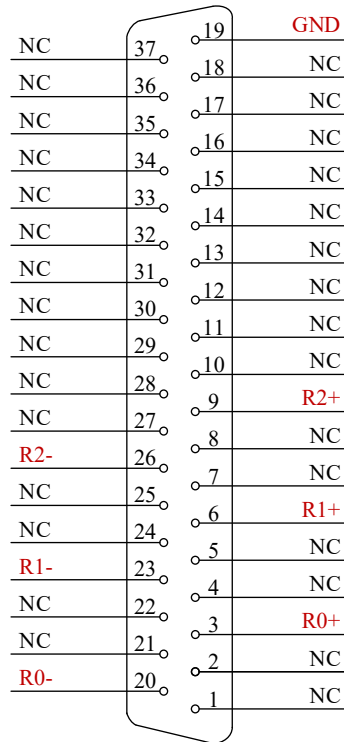 19 GND
NC 37
18 NC
NC 36
17 NC
NC 35
16 NC
NC 34
15 NC
NC 33
14 NC
NC 32
13 NC
NC 31
12 NC
NC 30
11 NC
NC 29
10 NC
NC 28
9 R2+
NC 27
8 NC
R2- 26
7 NC
NC 25
6 R1+
NC 24
5 NC
R1- 23
4 NC
NC 22
3 R0+
NC 21
2 NC
R0- 20
1 NC